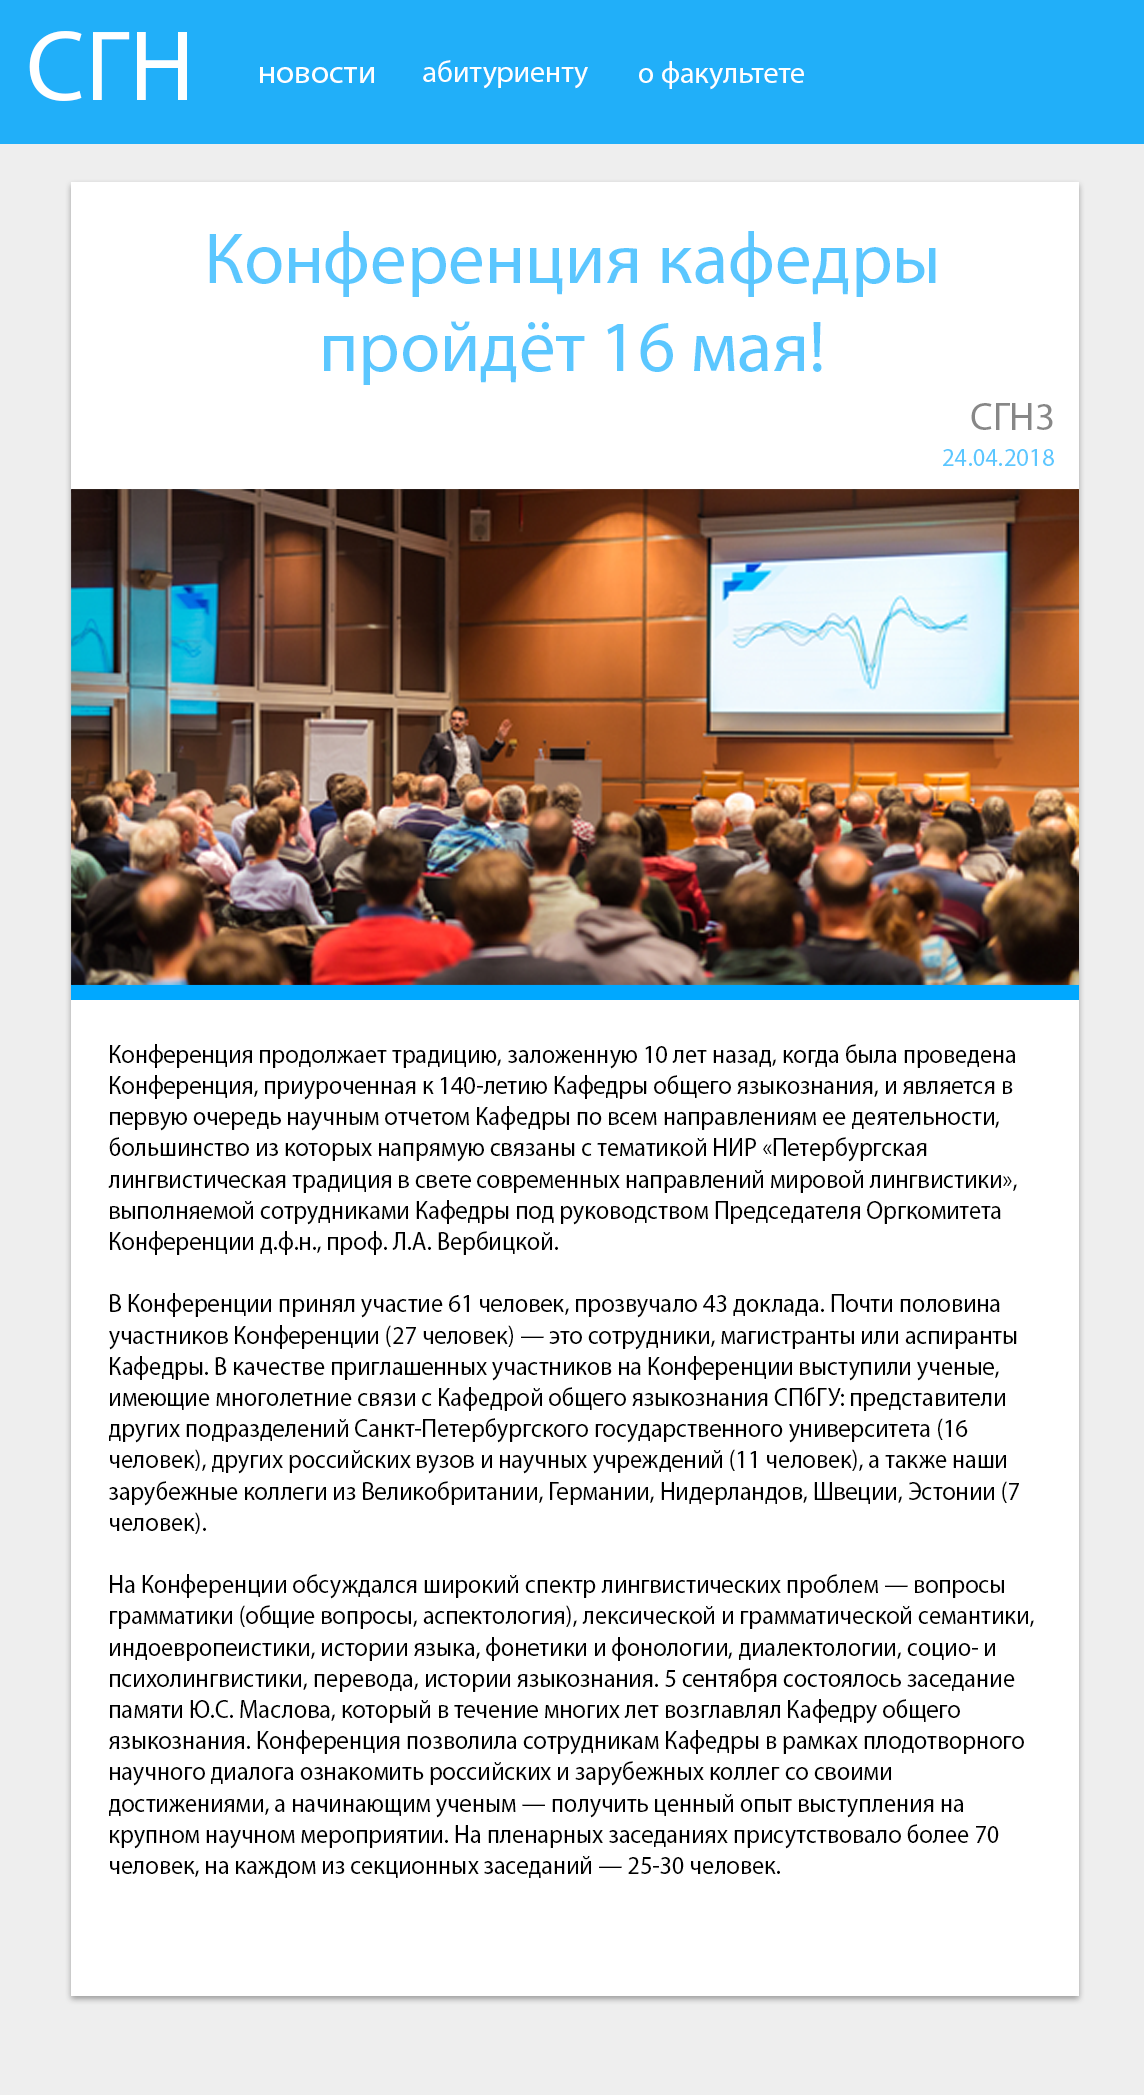 СГН
новости абитуриенту о факультете
Конференция кафедры
пройдёт 16 мая!
СГН3
24.04.2018
Конференция продолжает традицию, заложенную 10 лет назад, когда была проведена
Конференция, приуроченная к 140-летию Кафедры общего языкознания, и является в
первую очередь научным отчетом Кафедры по всем направлениям ее деятельности,
большинство из которых напрямую связаны с тематикой НИР «Петербургская
лингвистическая традиция в свете современных направлений мировой лингвистики»,
выполняемой сотрудниками Кафедры под руководством Председателя Оргкомитета
Конференции д.ф.н., проф. Л.А. Вербицкой.
В Конференции принял участие 61 человек, прозвучало 43 доклада. Почти половина
участников Конференции (27 человек) — это сотрудники, магистранты или аспиранты
Кафедры. В качестве приглашенных участников на Конференции выступили ученые,
имеющие многолетние связи с Кафедрой общего языкознания СПбГУ: представители
других подразделений Санкт-Петербургского государственного университета (16
человек), других российских вузов и научных учреждений (11 человек), а также наши
зарубежные коллеги из Великобритании, Германии, Нидерландов, Швеции, Эстонии (7
человек).
На Конференции обсуждался широкий спектр лингвистических проблем — вопросы
грамматики (общие вопросы, аспектология), лексической и грамматической семантики,
индоевропеистики, истории языка, фонетики и фонологии, диалектологии, социо- и
психолингвистики, перевода, истории языкознания. 5 сентября состоялось заседание
памяти Ю.С. Маслова, который в течение многих лет возглавлял Кафедру общего
языкознания. Конференция позволила сотрудникам Кафедры в рамках плодотворного
научного диалога ознакомить российских и зарубежных коллег со своими
достижениями, а начинающим ученым — получить ценный опыт выступления на
крупном научном мероприятии. На пленарных заседаниях присутствовало более 70
человек, на каждом из секционных заседаний — 25-30 человек.